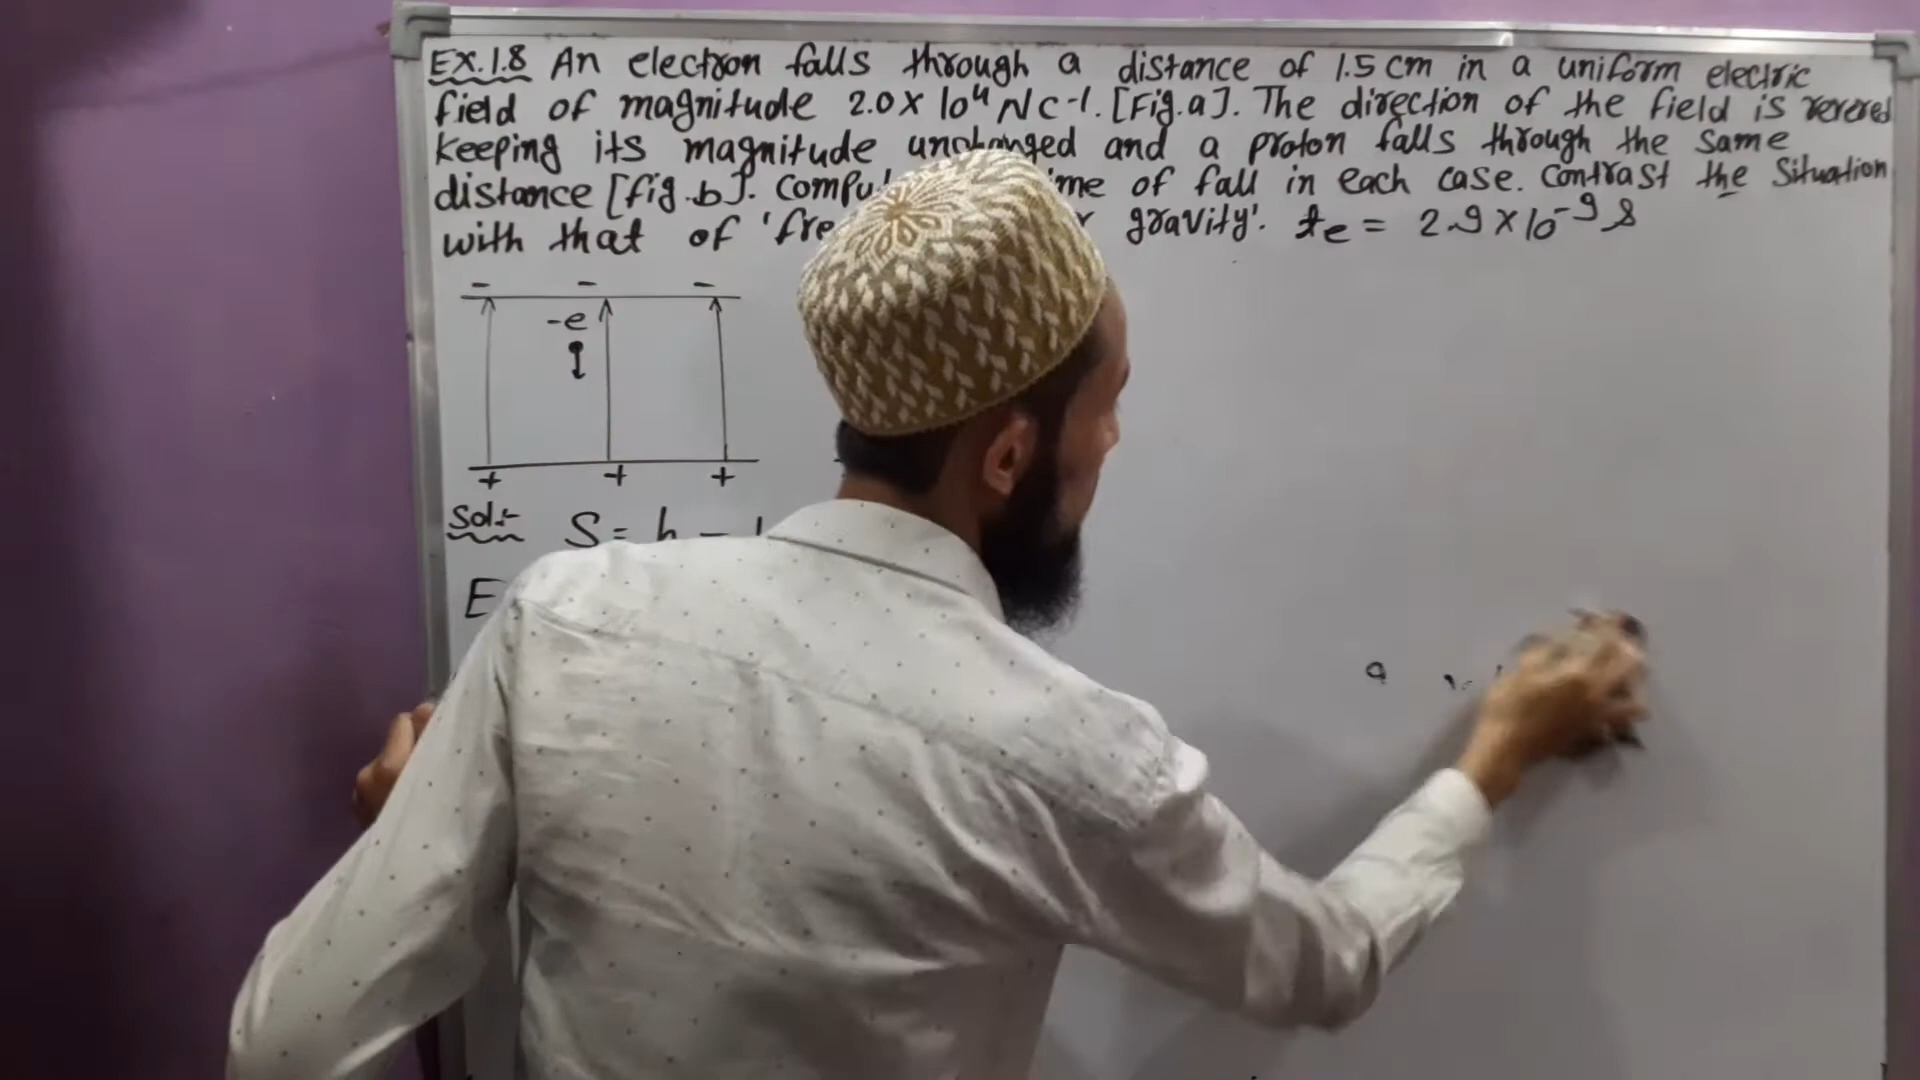 EX.1.8 An electron falls through a distance of 1.5 cm in a uniform electric
field of magnitude 2.0 x 10⁴ NC-1. [Fig.a]. The direction of the field is reveresed
keeping its magnitude unchanged and a proton falls through the same
distance [fig.b]. Compu me of fall in each case. Contrast the Situation
with that of 'fre gravity'. te = 2.9 x 10⁻⁹ s
- - -
-e
+ + +
Sol:- S = h -
E